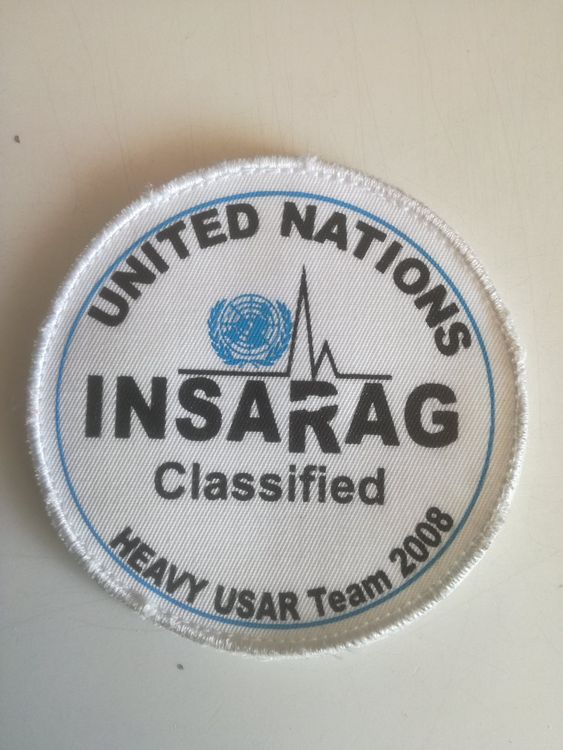 UNITED NATIONS
INSARAG
Classified
HEAVY USAR Team 2008